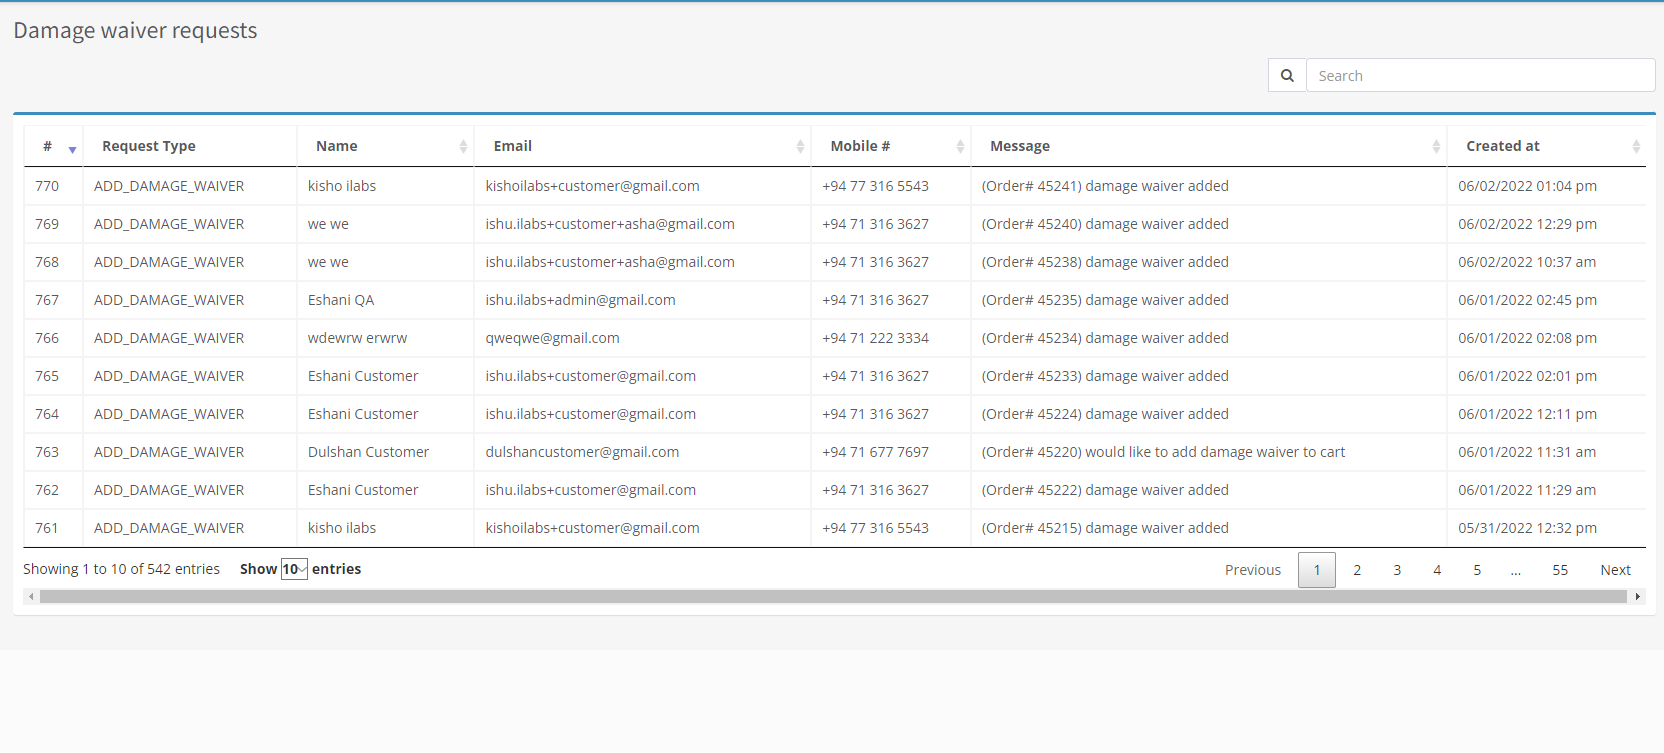 Damage waiver requests
Search
# Request Type Name Email Mobile # Message Created at
770 ADD_DAMAGE_WAIVER kisho ilabs kishoilabs+customer@gmail.com +94 77 316 5543 (Order# 45241) damage waiver added 06/02/2022 01:04 pm
769 ADD_DAMAGE_WAIVER we we ishu.ilabs+customer+asha@gmail.com +94 71 316 3627 (Order# 45240) damage waiver added 06/02/2022 12:29 pm
768 ADD_DAMAGE_WAIVER we we ishu.ilabs+customer+asha@gmail.com +94 71 316 3627 (Order# 45238) damage waiver added 06/02/2022 10:37 am
767 ADD_DAMAGE_WAIVER Eshani QA ishu.ilabs+admin@gmail.com +94 71 316 3627 (Order# 45235) damage waiver added 06/01/2022 02:45 pm
766 ADD_DAMAGE_WAIVER wdewrw erwrw qweqwe@gmail.com +94 71 222 3334 (Order# 45234) damage waiver added 06/01/2022 02:08 pm
765 ADD_DAMAGE_WAIVER Eshani Customer ishu.ilabs+customer@gmail.com +94 71 316 3627 (Order# 45233) damage waiver added 06/01/2022 02:01 pm
764 ADD_DAMAGE_WAIVER Eshani Customer ishu.ilabs+customer@gmail.com +94 71 316 3627 (Order# 45224) damage waiver added 06/01/2022 12:11 pm
763 ADD_DAMAGE_WAIVER Dulshan Customer dulshancustomer@gmail.com +94 71 677 7697 (Order# 45220) would like to add damage waiver to cart 06/01/2022 11:31 am
762 ADD_DAMAGE_WAIVER Eshani Customer ishu.ilabs+customer@gmail.com +94 71 316 3627 (Order# 45222) damage waiver added 06/01/2022 11:29 am
761 ADD_DAMAGE_WAIVER kisho ilabs kishoilabs+customer@gmail.com +94 77 316 5543 (Order# 45215) damage waiver added 05/31/2022 12:32 pm
Showing 1 to 10 of 542 entries Show 10 entries Previous 1 2 3 4 5 ... 55 Next